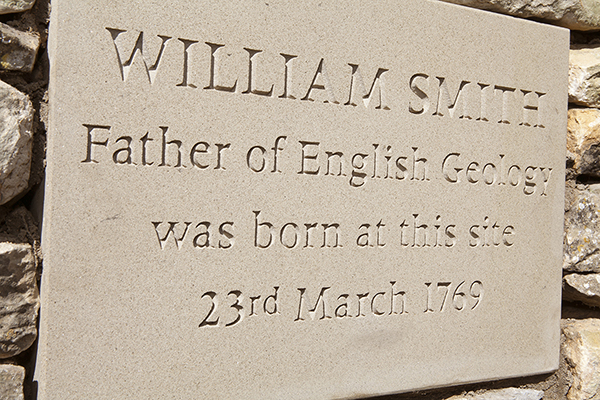 WILLIAM SMITH
Father of English Geology
was born at this site
23rd March 1769